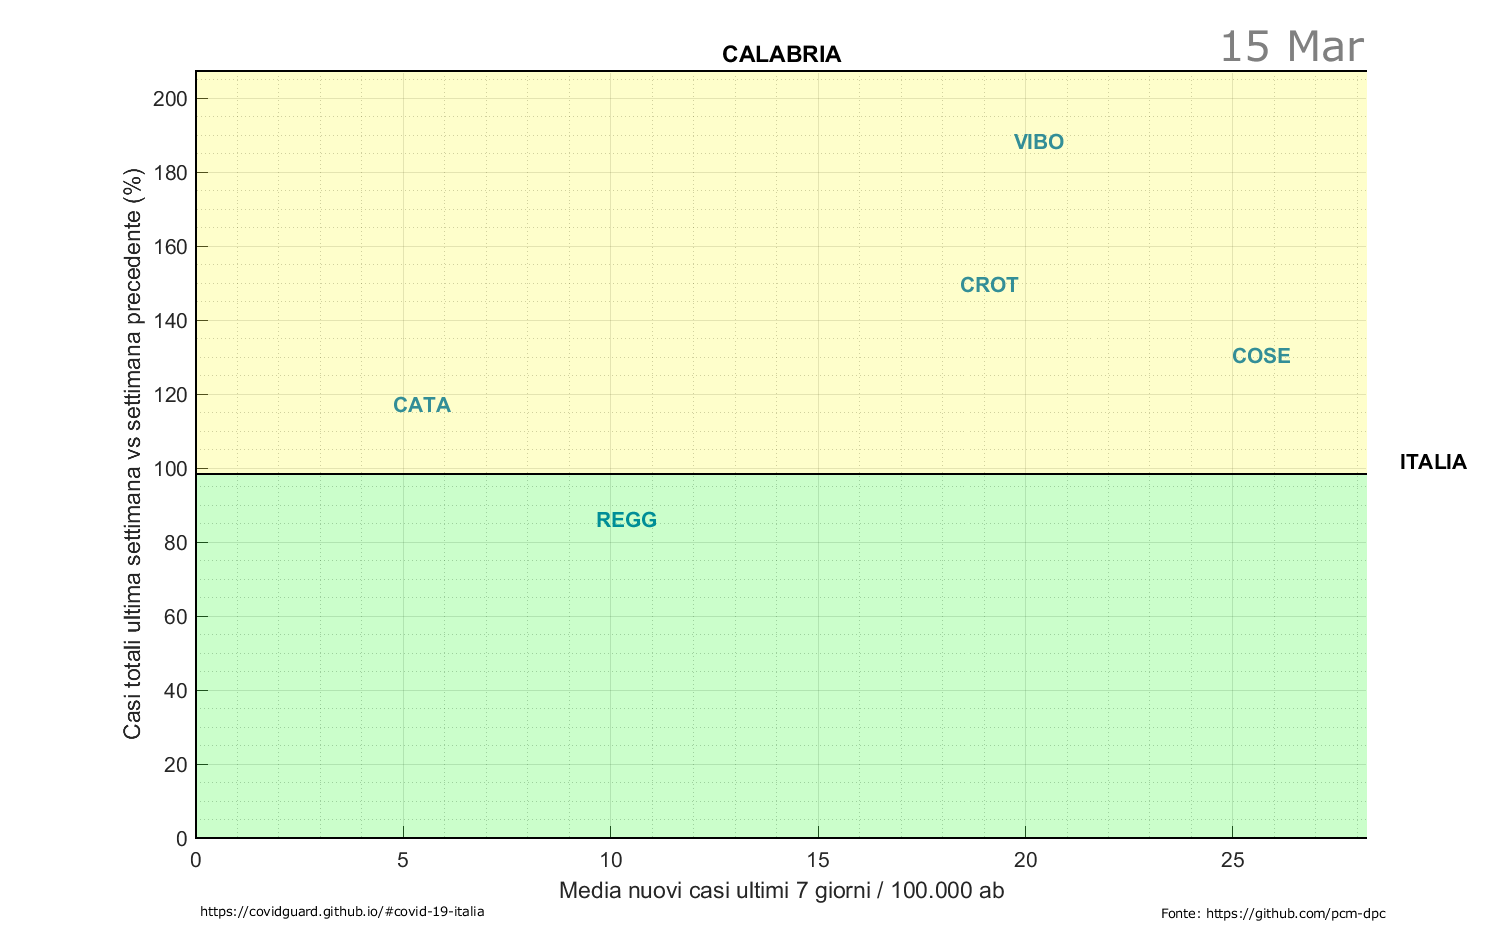 CALABRIA
15 Mar
Casi totali ultima settimana vs settimana precedente (%)
200
180
160
140
120
100
80
60
40
20
0
VIBO
CROT
COSE
CATA
ITALIA
REGG
0 5 10 15 20 25
Media nuovi casi ultimi 7 giorni / 100.000 ab
https://covidguard.github.io/#covid-19-italia
Fonte: https://github.com/pcm-dpc